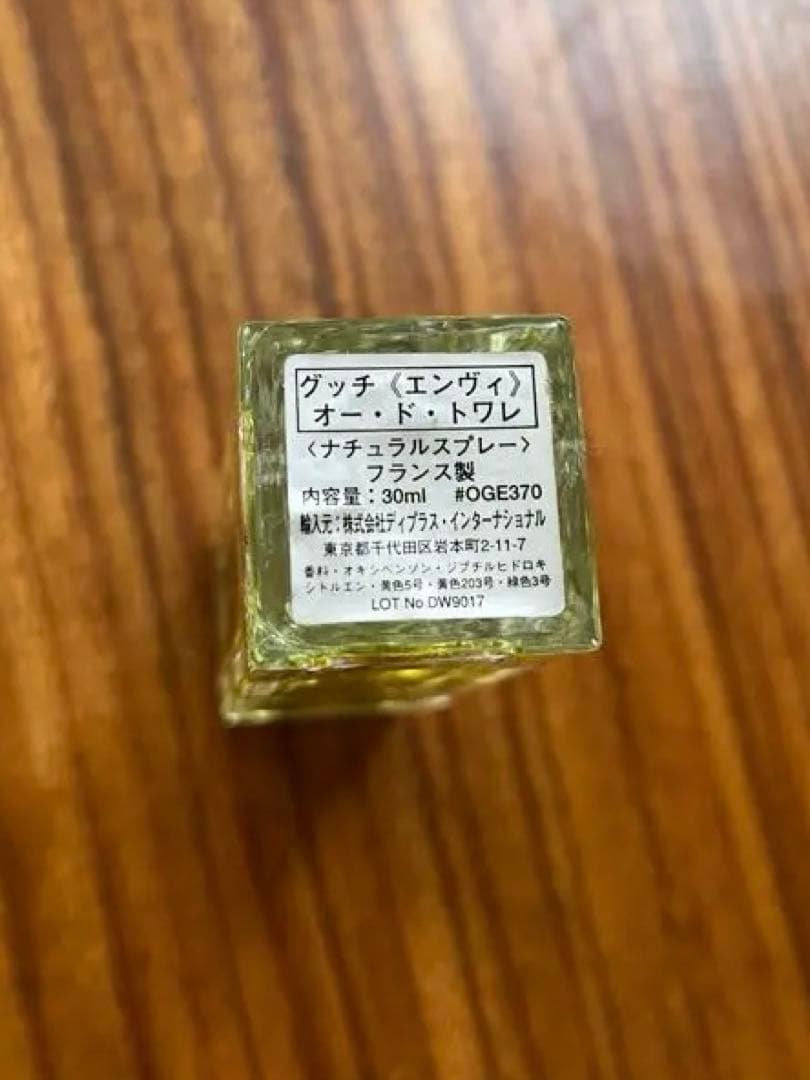 グッチ《エンヴィ》
オー・ド・トワレ
〈ナチュラルスプレー〉
フランス製
内容量：30ml #OGE370
輸入元：株式会社ディプラス・インターナショナル
東京都千代田区岩本町2-11-7
香料・オキシベンゾン・ジブチルヒドロキ
シトルエン・黄色5号・黄色203号・緑色3号
LOT No DW9017